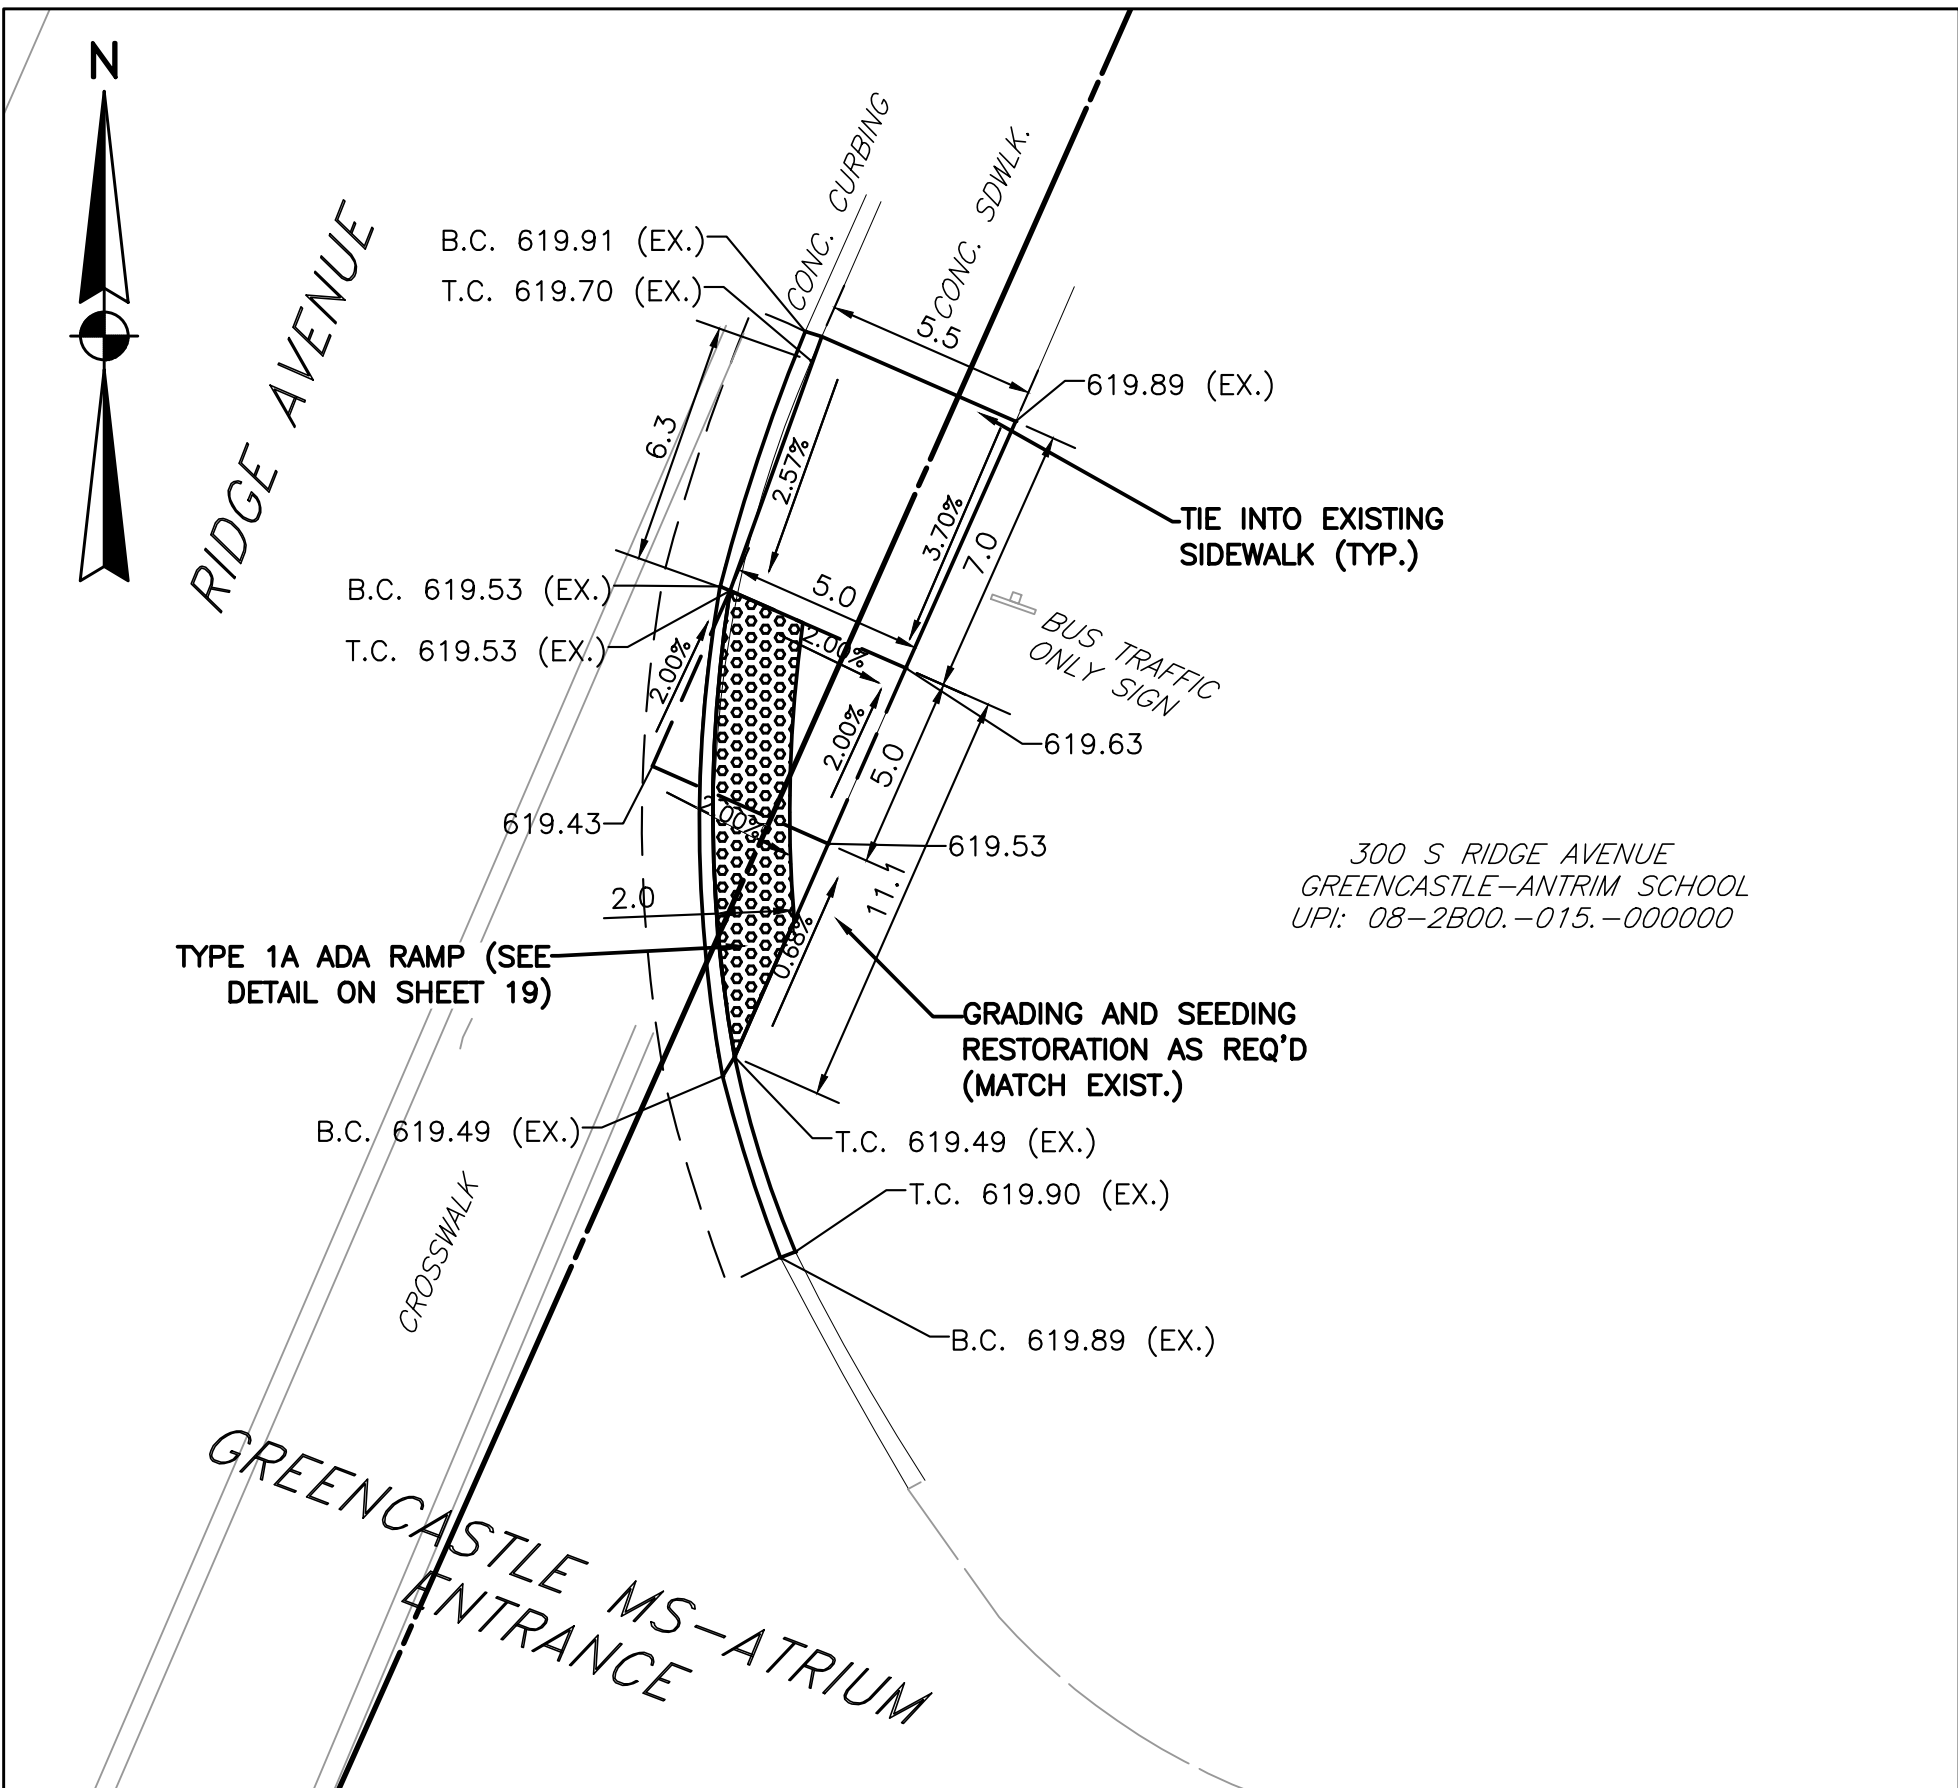 N
RIDGE AVENUE
CONC. CURBING
CONC. SDWLK.
B.C. 619.91 (EX.)
T.C. 619.70 (EX.)
5.5
619.89 (EX.)
6.3
2.57%
3.70%
7.0
TIE INTO EXISTING
SIDEWALK (TYP.)
B.C. 619.53 (EX.)
5.0
T.C. 619.53 (EX.)
2.00%
2.00%
BUS TRAFFIC
ONLY SIGN
2.00%
619.63
5.0
619.43
2.00%
619.53
300 S RIDGE AVENUE
GREENCASTLE-ANTRIM SCHOOL
UPI: 08-2B00.-015.-000000
2.0
11.1
0.68%
TYPE 1A ADA RAMP (SEE
DETAIL ON SHEET 19)
GRADING AND SEEDING
RESTORATION AS REQ'D
(MATCH EXIST.)
B.C. 619.49 (EX.)
T.C. 619.49 (EX.)
T.C. 619.90 (EX.)
CROSSWALK
B.C. 619.89 (EX.)
GREENCASTLE MS-ATRIUM
ENTRANCE